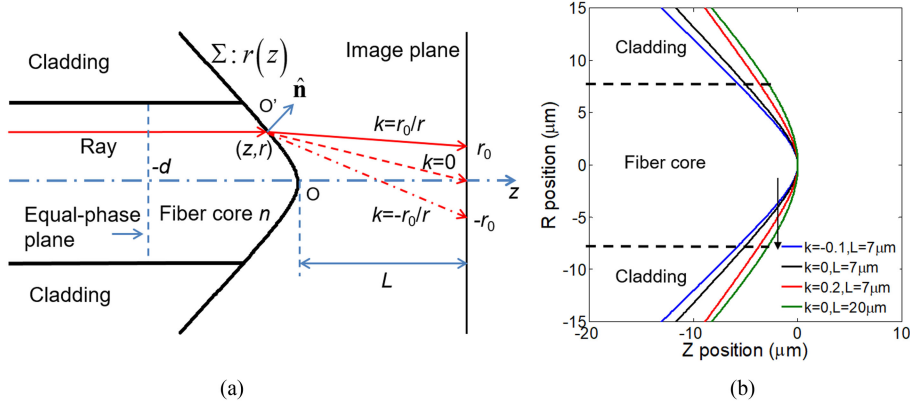 Cladding
Σ: r(z)
Image plane
O'
n̂
Ray
(z,r)
k=r₀/r
r₀
-d
k=0
z
O
Equal-phase
plane
Fiber core n
k=-r₀/r
-r₀
L
Cladding
(a)
R position (μm)
15
10
5
0
-5
-10
-15
Cladding
Fiber core
Cladding
k=-0.1,L=7μm
k=0,L=7μm
k=0.2,L=7μm
k=0,L=20μm
-20
-10
0
10
Z position (μm)
(b)